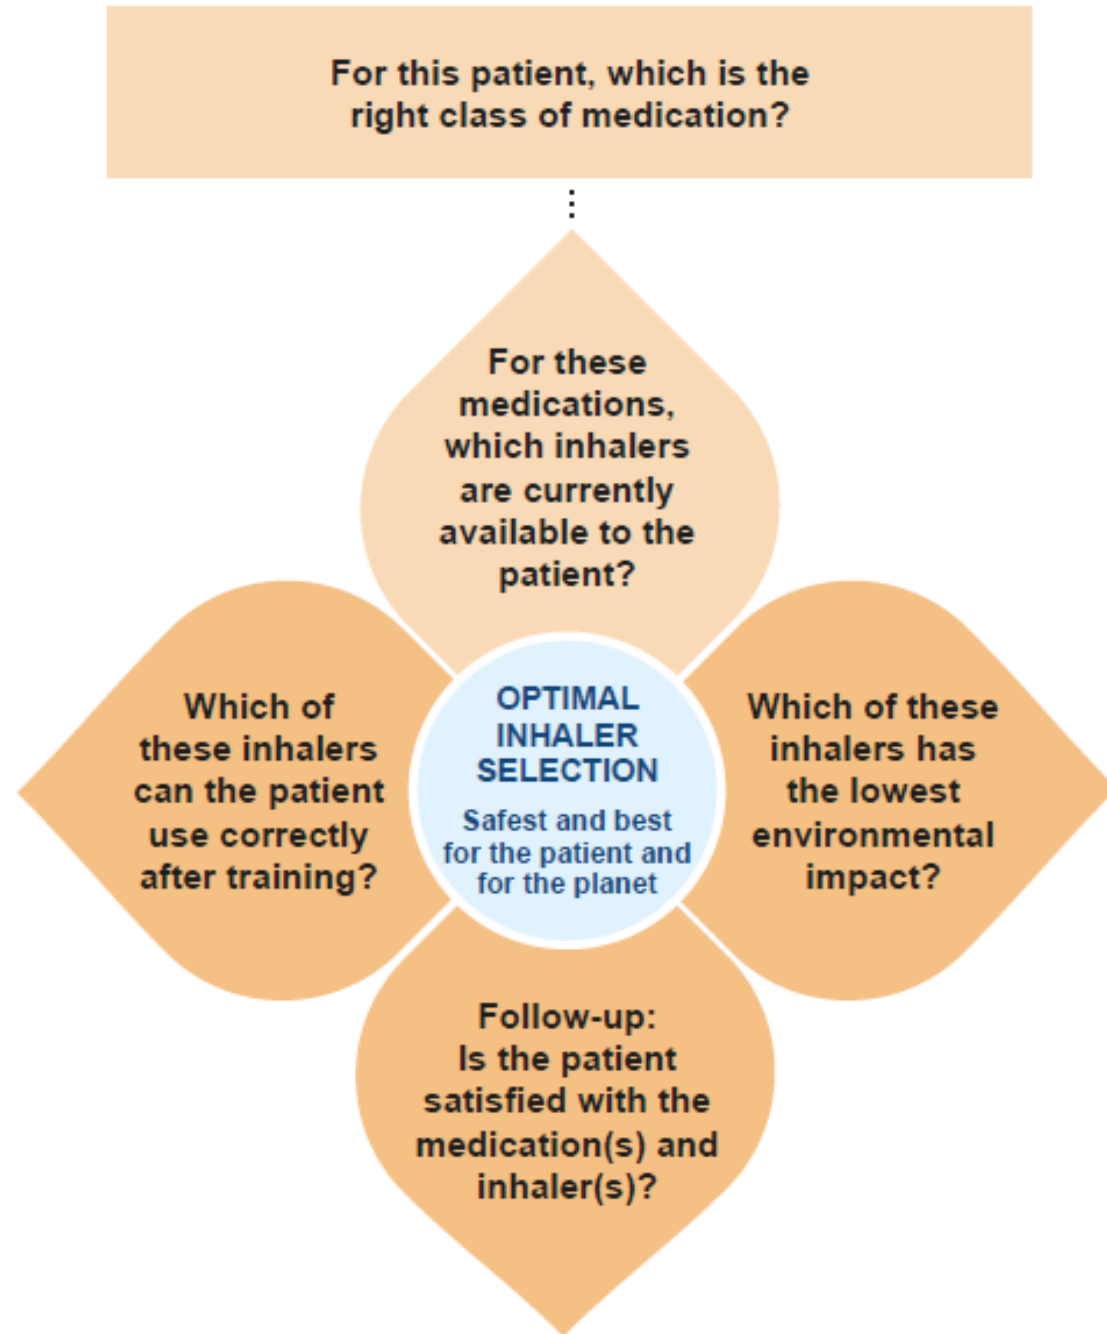 For this patient, which is the
right class of medication?
For these
medications,
which inhalers
are currently
available to the
patient?
Which of
these inhalers
can the patient
use correctly
after training?
OPTIMAL
INHALER
SELECTION
Safest and best
for the patient and
for the planet
Which of these
inhalers has
the lowest
environmental
impact?
Follow-up:
Is the patient
satisfied with the
medication(s) and
inhaler(s)?